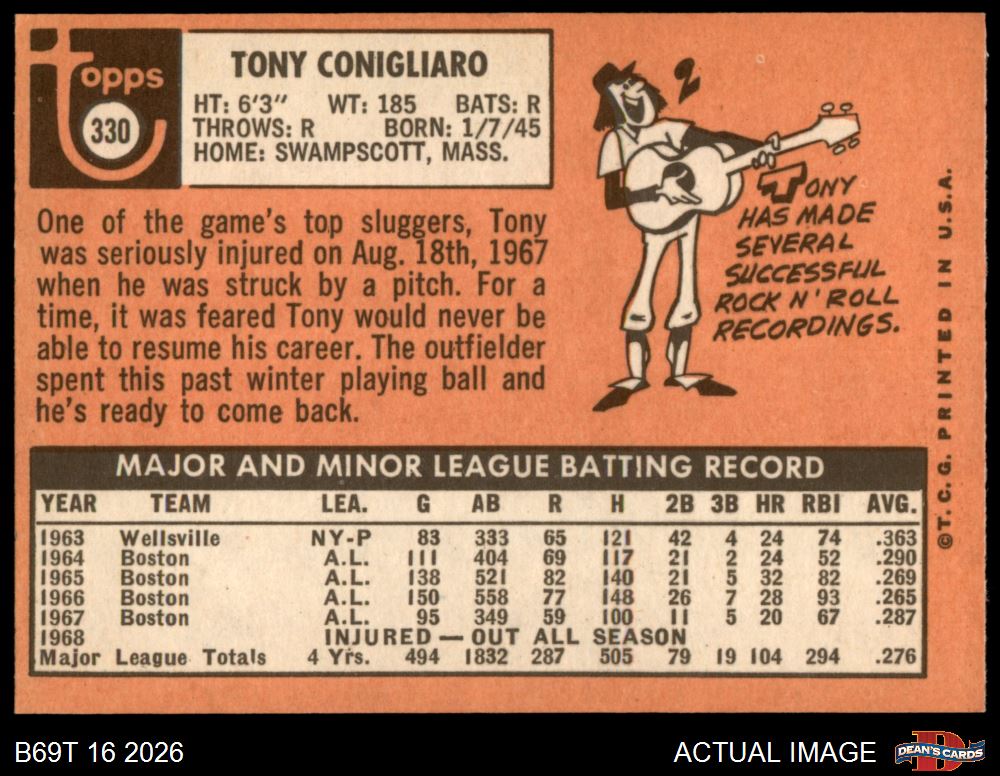 topps
330
TONY CONIGLIARO
HT: 6'3" WT: 185 BATS: R
THROWS: R BORN: 1/7/45
HOME: SWAMPSCOTT, MASS.
One of the game's top sluggers, Tony
was seriously injured on Aug. 18th, 1967
when he was struck by a pitch. For a
time, it was feared Tony would never be
able to resume his career. The outfielder
spent this past winter playing ball and
he's ready to come back.
TONY
HAS MADE
SEVERAL
SUCCESSFUL
ROCK N' ROLL
RECORDINGS.
©T.C.G. PRINTED IN U.S.A.
MAJOR AND MINOR LEAGUE BATTING RECORD
YEAR TEAM LEA. G AB R H 2B 3B HR RBI AVG.
1963 Wellsville NY-P 83 333 65 121 42 4 24 74 .363
1964 Boston A.L. 111 404 69 117 21 2 24 52 .290
1965 Boston A.L. 138 521 82 140 21 5 32 82 .269
1966 Boston A.L. 150 558 77 148 26 7 28 93 .265
1967 Boston A.L. 95 349 59 100 11 5 20 67 .287
1968 INJURED — OUT ALL SEASON
Major League Totals 4 Yrs. 494 1832 287 505 79 19 104 294 .276
B69T 16 2026
ACTUAL IMAGE
D
DEAN'S CARDS